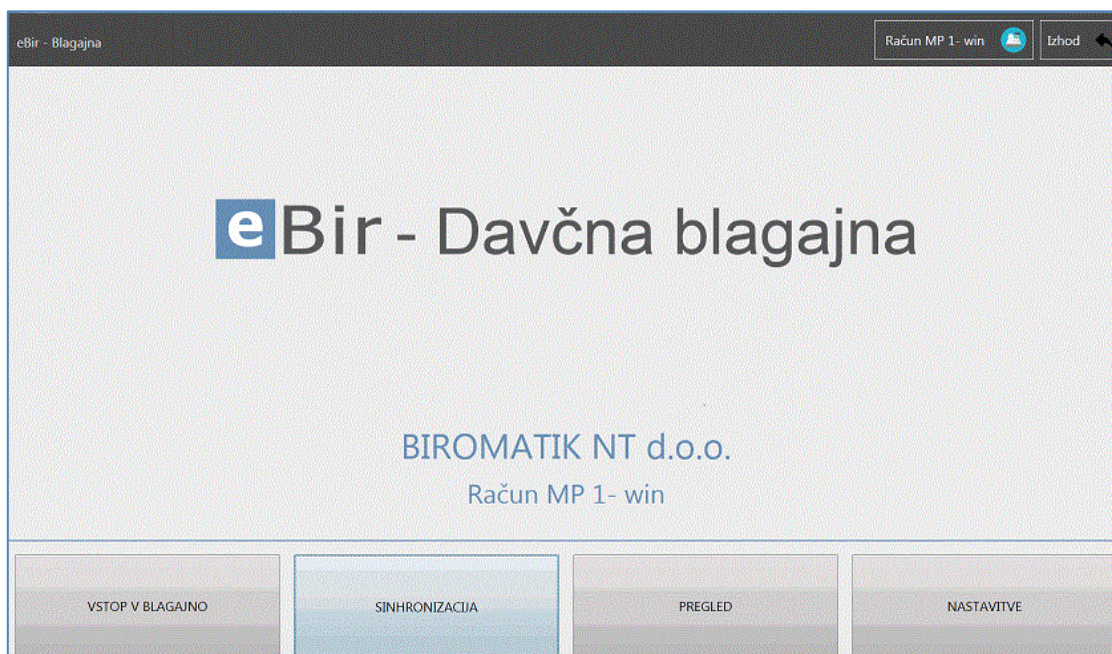 eBir - Blagajna
Račun MP 1- win
Izhod
eBir - Davčna blagajna
BIROMATIK NT d.o.o.
Račun MP 1- win
VSTOP V BLAGAJNO
SINHRONIZACIJA
PREGLED
NASTAVITVE